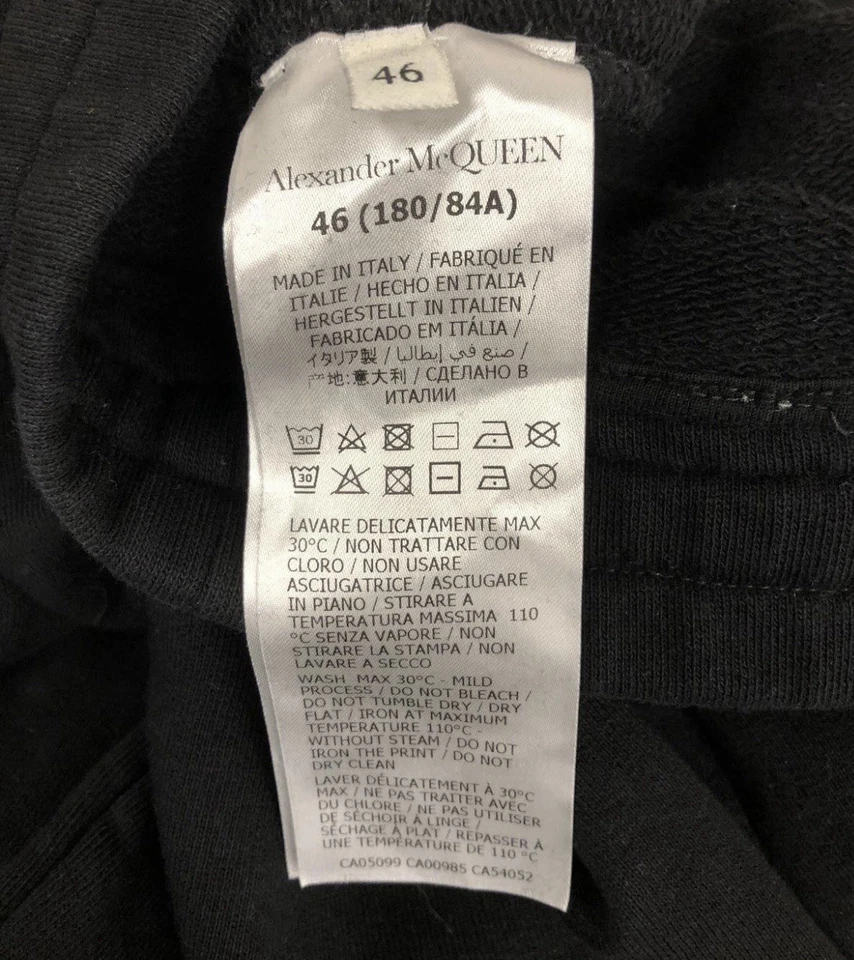 46
Alexander McQUEEN
46 (180/84A)
MADE IN ITALY / FABRIQUÉ EN
ITALIE / HECHO EN ITALIA /
HERGESTELLT IN ITALIEN /
FABRICADO EM ITÁLIA /
イタリア製 / صنع في إيطاليا /
地:意大利 / СДЕЛАНО В
ИТАЛИИ
30
30
LAVARE DELICATAMENTE MAX
30°C / NON TRATTARE CON
CLORO / NON USARE
ASCIUGATRICE / ASCIUGARE
IN PIANO / STIRARE A
TEMPERATURA MASSIMA 110
°C SENZA VAPORE / NON
STIRARE LA STAMPA / NON
LAVARE A SECCO
WASH MAX 30°C - MILD
PROCESS / DO NOT BLEACH /
DO NOT TUMBLE DRY / DRY
FLAT / IRON AT MAXIMUM
TEMPERATURE 110°C -
WITHOUT STEAM / DO NOT
IRON THE PRINT / DO NOT
DRY CLEAN
LAVER DÉLICATEMENT À 30°C
MAX / NE PAS TRAITER AVEC
DU CHLORE / NE PAS UTILISER
DE SÉCHOIR À LINGE /
SÉCHAGE À PLAT / REPASSER À
UNE TEMPÉRATURE DE 110 °C
CA05099 CA00985 CA54052